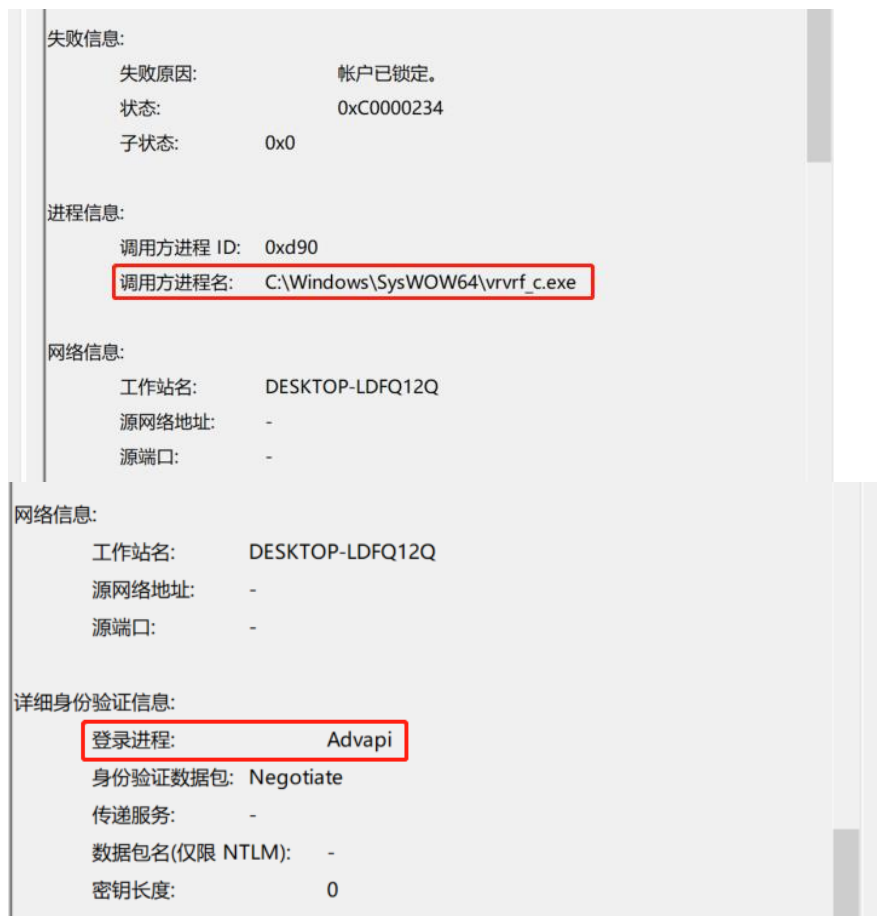 失败信息:
失败原因: 帐户已锁定。
状态: 0xC0000234
子状态: 0x0
进程信息:
调用方进程 ID: 0xd90
调用方进程名: C:\Windows\SysWOW64\vrvrf_c.exe
网络信息:
工作站名: DESKTOP-LDFQ12Q
源网络地址: -
源端口: -
网络信息:
工作站名: DESKTOP-LDFQ12Q
源网络地址: -
源端口: -
详细身份验证信息:
登录进程: Advapi
身份验证数据包: Negotiate
传递服务: -
数据包名(仅限 NTLM): -
密钥长度: 0